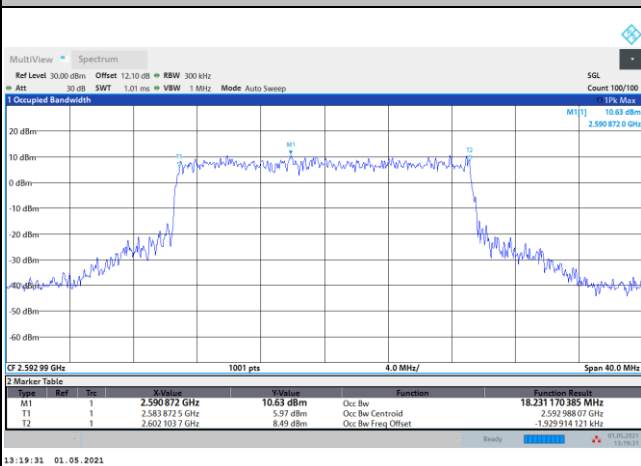 MultiView Spectrum
Ref Level 30.00 dBm Offset 12.10 dB RBW 300 kHz SGL
Att 30 dB SWT 1.01 ms VBW 1 MHz Mode Auto Sweep Count 100/100
1 Occupied Bandwidth 1Pk Max
M1[1] 10.63 dBm
2.590 872 0 GHz
20 dBm
M1
T1 T2
10 dBm
0 dBm
-10 dBm
-20 dBm
-30 dBm
-40 dBm
-50 dBm
-60 dBm
CF 2.592 99 GHz 1001 pts 4.0 MHz/ Span 40.0 MHz
2 Marker Table
Type Ref Trc X-Value Y-Value Function Function Result
M1 1 2.590 872 GHz 10.63 dBm Occ Bw 18.231 170 385 MHz
T1 1 2.583 872 5 GHz 5.97 dBm Occ Bw Centroid 2.592 988 07 GHz
T2 1 2.602 103 7 GHz 8.49 dBm Occ Bw Freq Offset -1.929 914 121 kHz
Ready 01.05.2021
13:19:31
13:19:31 01.05.2021